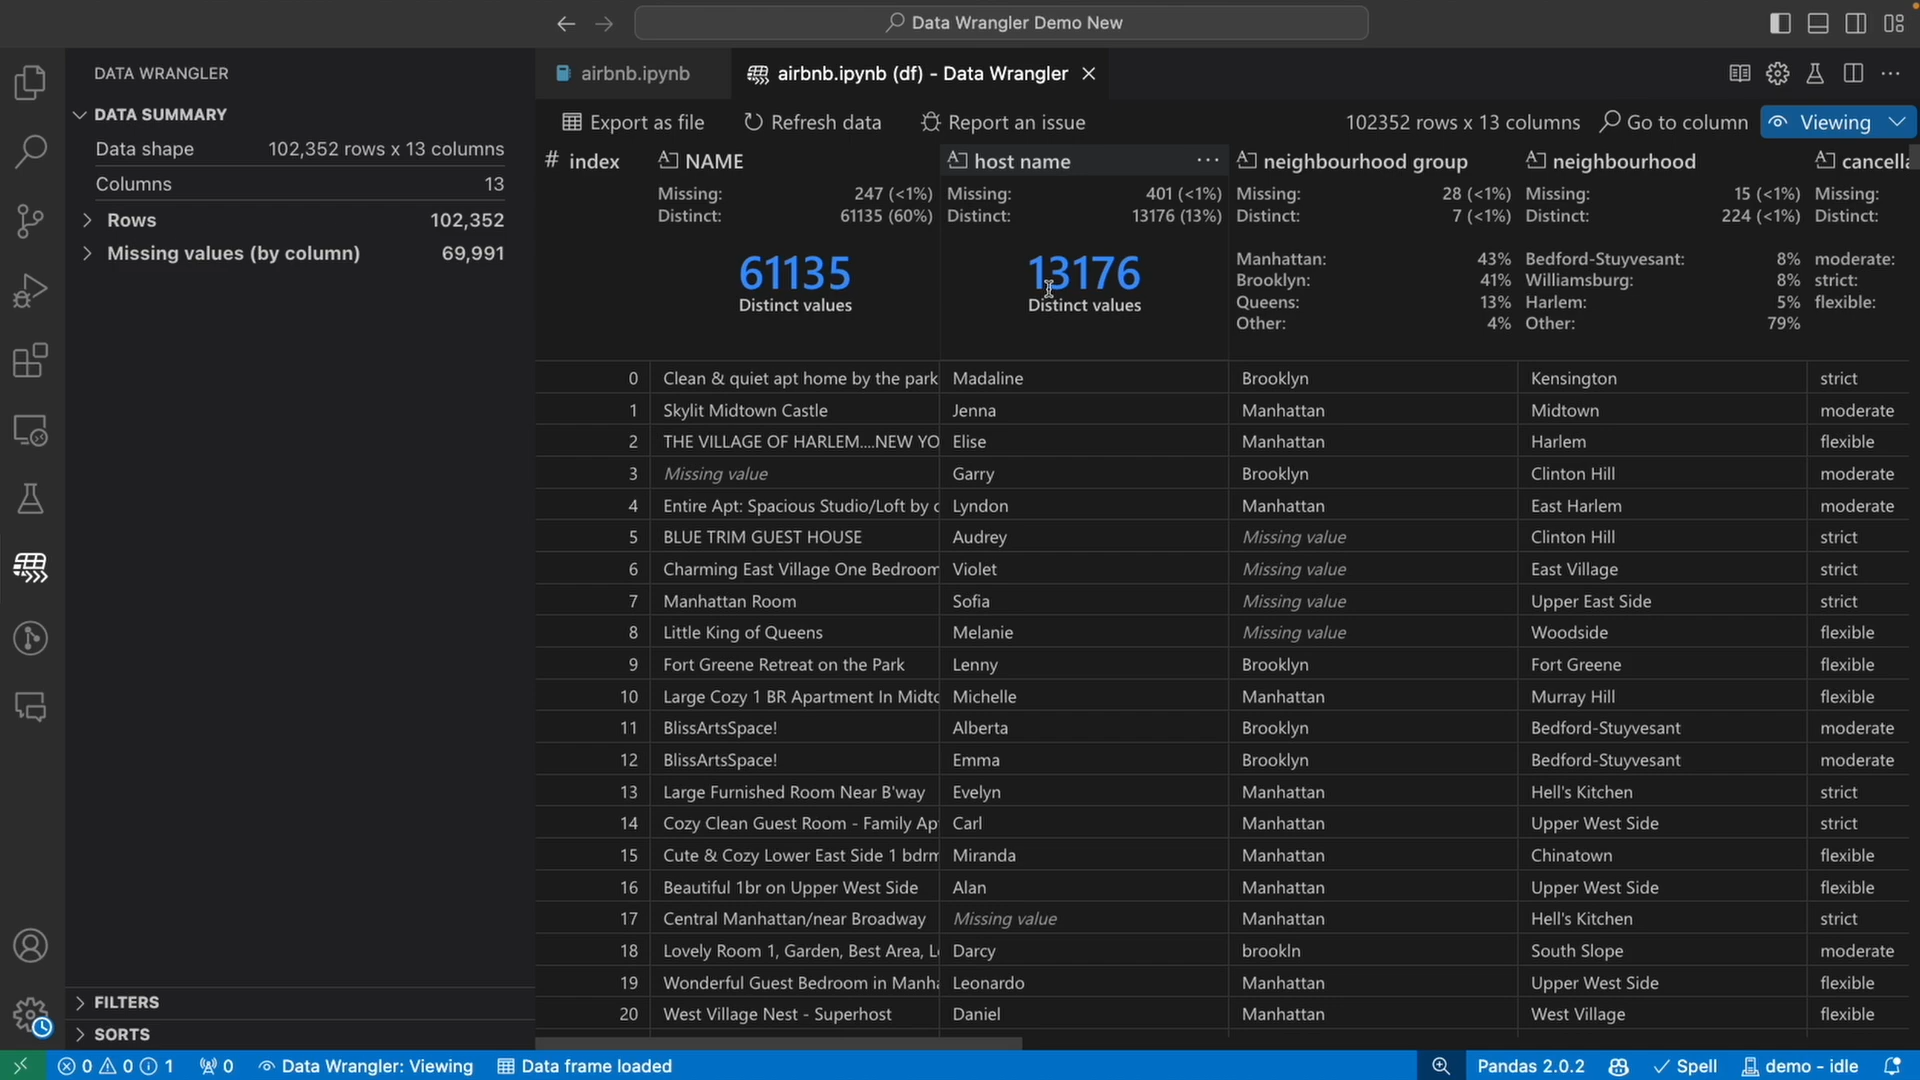 Data Wrangler Demo New
DATA WRANGLER
DATA SUMMARY
Data shape 102,352 rows x 13 columns
Columns 13
Rows 102,352
Missing values (by column) 69,991
FILTERS
SORTS
airbnb.ipynb
airbnb.ipynb (df) - Data Wrangler
Export as file Refresh data Report an issue 102352 rows x 13 columns Go to column Viewing
# index NAME host name neighbourhood group neighbourhood cancella
Missing: 247 (<1%) Missing: 401 (<1%) Missing: 28 (<1%) Missing: 15 (<1%) Missing:
Distinct: 61135 (60%) Distinct: 13176 (13%) Distinct: 7 (<1%) Distinct: 224 (<1%) Distinct:
61135
Distinct values
13176
Distinct values
Manhattan: 43% Bedford-Stuyvesant: 8% moderate:
Brooklyn: 41% Williamsburg: 8% strict:
Queens: 13% Harlem: 5% flexible:
Other: 4% Other: 79%
0 Clean & quiet apt home by the park Madaline Brooklyn Kensington strict
1 Skylit Midtown Castle Jenna Manhattan Midtown moderate
2 THE VILLAGE OF HARLEM....NEW YO Elise Manhattan Harlem flexible
3 Missing value Garry Brooklyn Clinton Hill moderate
4 Entire Apt: Spacious Studio/Loft by c Lyndon Manhattan East Harlem moderate
5 BLUE TRIM GUEST HOUSE Audrey Missing value Clinton Hill strict
6 Charming East Village One Bedroom Violet Missing value East Village strict
7 Manhattan Room Sofia Missing value Upper East Side strict
8 Little King of Queens Melanie Missing value Woodside flexible
9 Fort Greene Retreat on the Park Lenny Brooklyn Fort Greene flexible
10 Large Cozy 1 BR Apartment In Midto Michelle Manhattan Murray Hill flexible
11 BlissArtsSpace! Alberta Brooklyn Bedford-Stuyvesant moderate
12 BlissArtsSpace! Emma Brooklyn Bedford-Stuyvesant moderate
13 Large Furnished Room Near B'way Evelyn Manhattan Hell's Kitchen strict
14 Cozy Clean Guest Room - Family Ap Carl Manhattan Upper West Side strict
15 Cute & Cozy Lower East Side 1 bdrm Miranda Manhattan Chinatown flexible
16 Beautiful 1br on Upper West Side Alan Manhattan Upper West Side flexible
17 Central Manhattan/near Broadway Missing value Manhattan Hell's Kitchen strict
18 Lovely Room 1, Garden, Best Area, L Darcy brookln South Slope moderate
19 Wonderful Guest Bedroom in Manha Leonardo Manhattan Upper West Side flexible
20 West Village Nest - Superhost Daniel Manhattan West Village flexible
0 0 1 0 Data Wrangler: Viewing Data frame loaded Pandas 2.0.2 Spell demo - idle